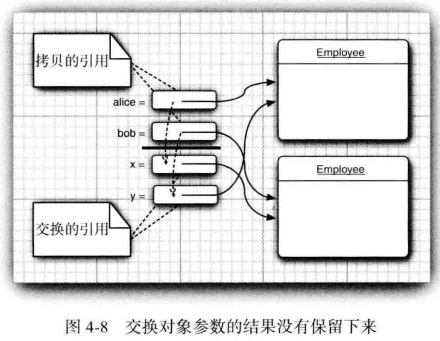 拷贝的引用
Employee
alice =
bob =
x =
y =
Employee
交换的引用
图 4-8 交换对象参数的结果没有保留下来